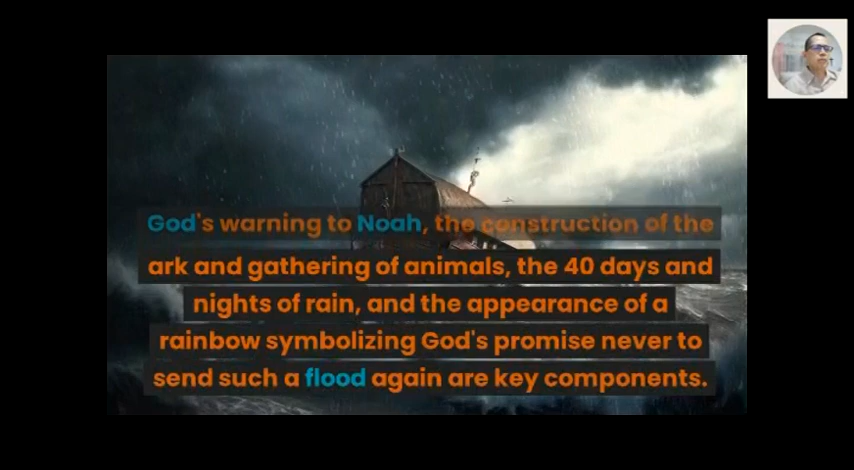 God's warning to Noah, the construction of the
ark and gathering of animals, the 40 days and
nights of rain, and the appearance of a
rainbow symbolizing God's promise never to
send such a flood again are key components.